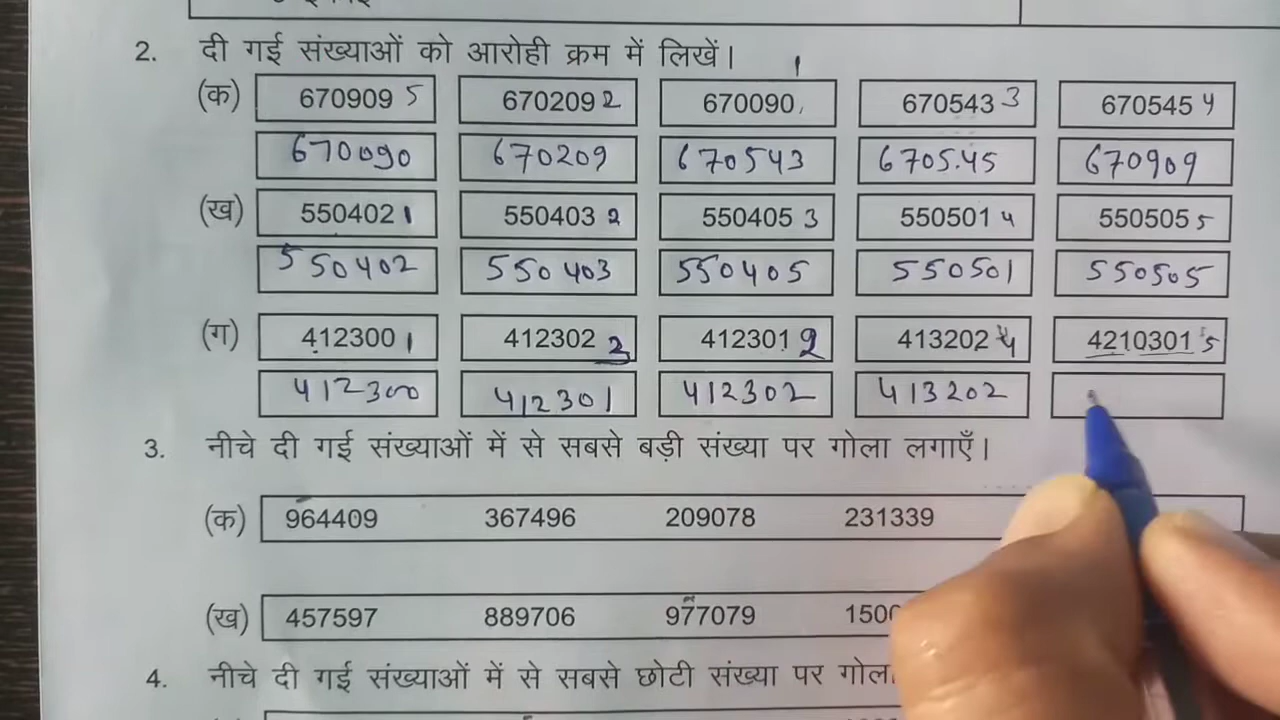 2. दी गई संख्याओं को आरोही क्रम में लिखें।
(क) 670909 5 670209 2 670090 1 670543 3 670545 4
670090 670209 670543 670545 670909
(ख) 550402 1 550403 2 550405 3 550501 4 550505 5
550402 550403 550405 550501 550505
(ग) 412300 1 412302 3 412301 2 413202 4 4210301 5
412300 412301 412302 413202
3. नीचे दी गई संख्याओं में से सबसे बड़ी संख्या पर गोला लगाएँ।
(क) 964409 367496 209078 231339
(ख) 457597 889706 977079 1500
4. नीचे दी गई संख्याओं में से सबसे छोटी संख्या पर गोला